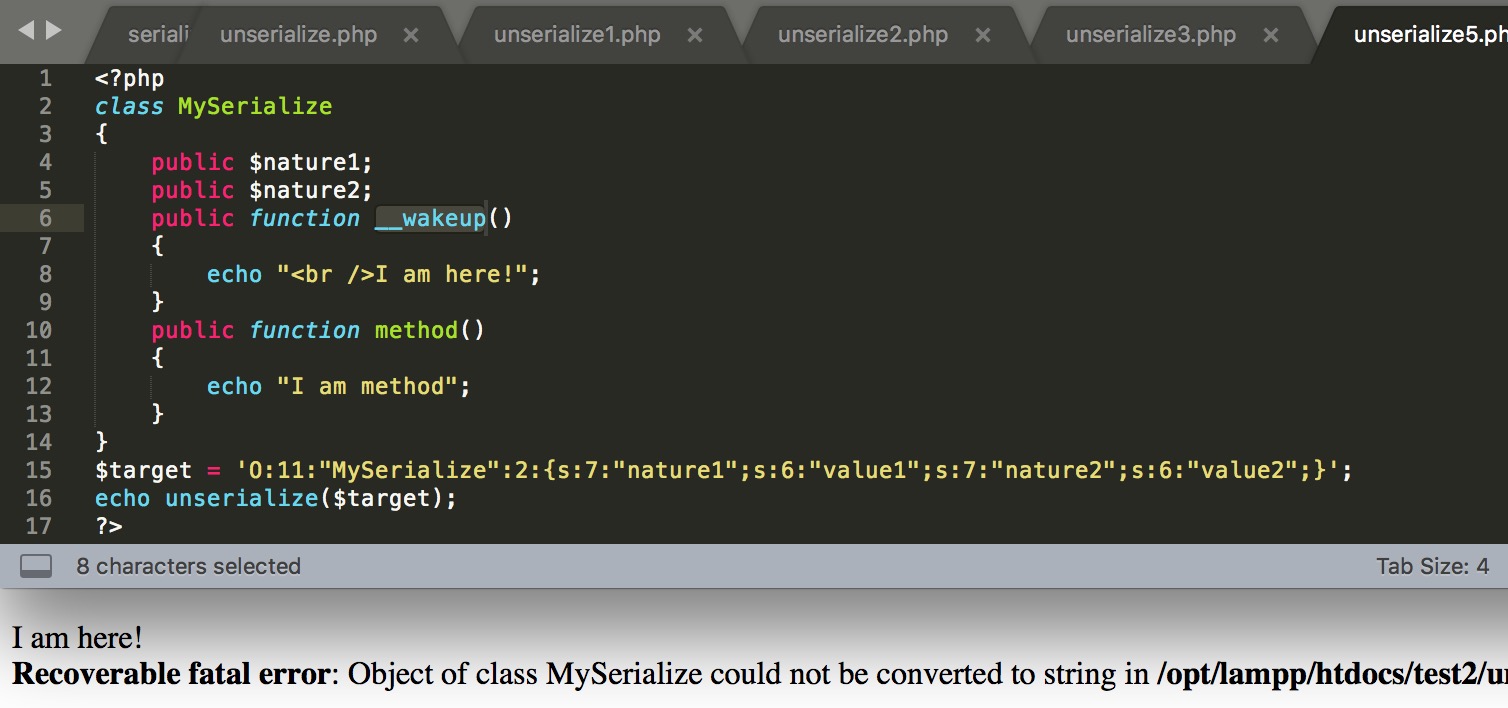 seriali unserialize.php × unserialize1.php × unserialize2.php × unserialize3.php × unserialize5.ph
1 <?php
2 class MySerialize
3 {
4     public $nature1;
5     public $nature2;
6     public function __wakeup()
7     {
8         echo "<br />I am here!";
9     }
10     public function method()
11     {
12         echo "I am method";
13     }
14 }
15 $target = 'O:11:"MySerialize":2:{s:7:"nature1";s:6:"value1";s:7:"nature2";s:6:"value2";}';
16 echo unserialize($target);
17 ?>
8 characters selected Tab Size: 4
I am here!
Recoverable fatal error: Object of class MySerialize could not be converted to string in /opt/lampp/htdocs/test2/u